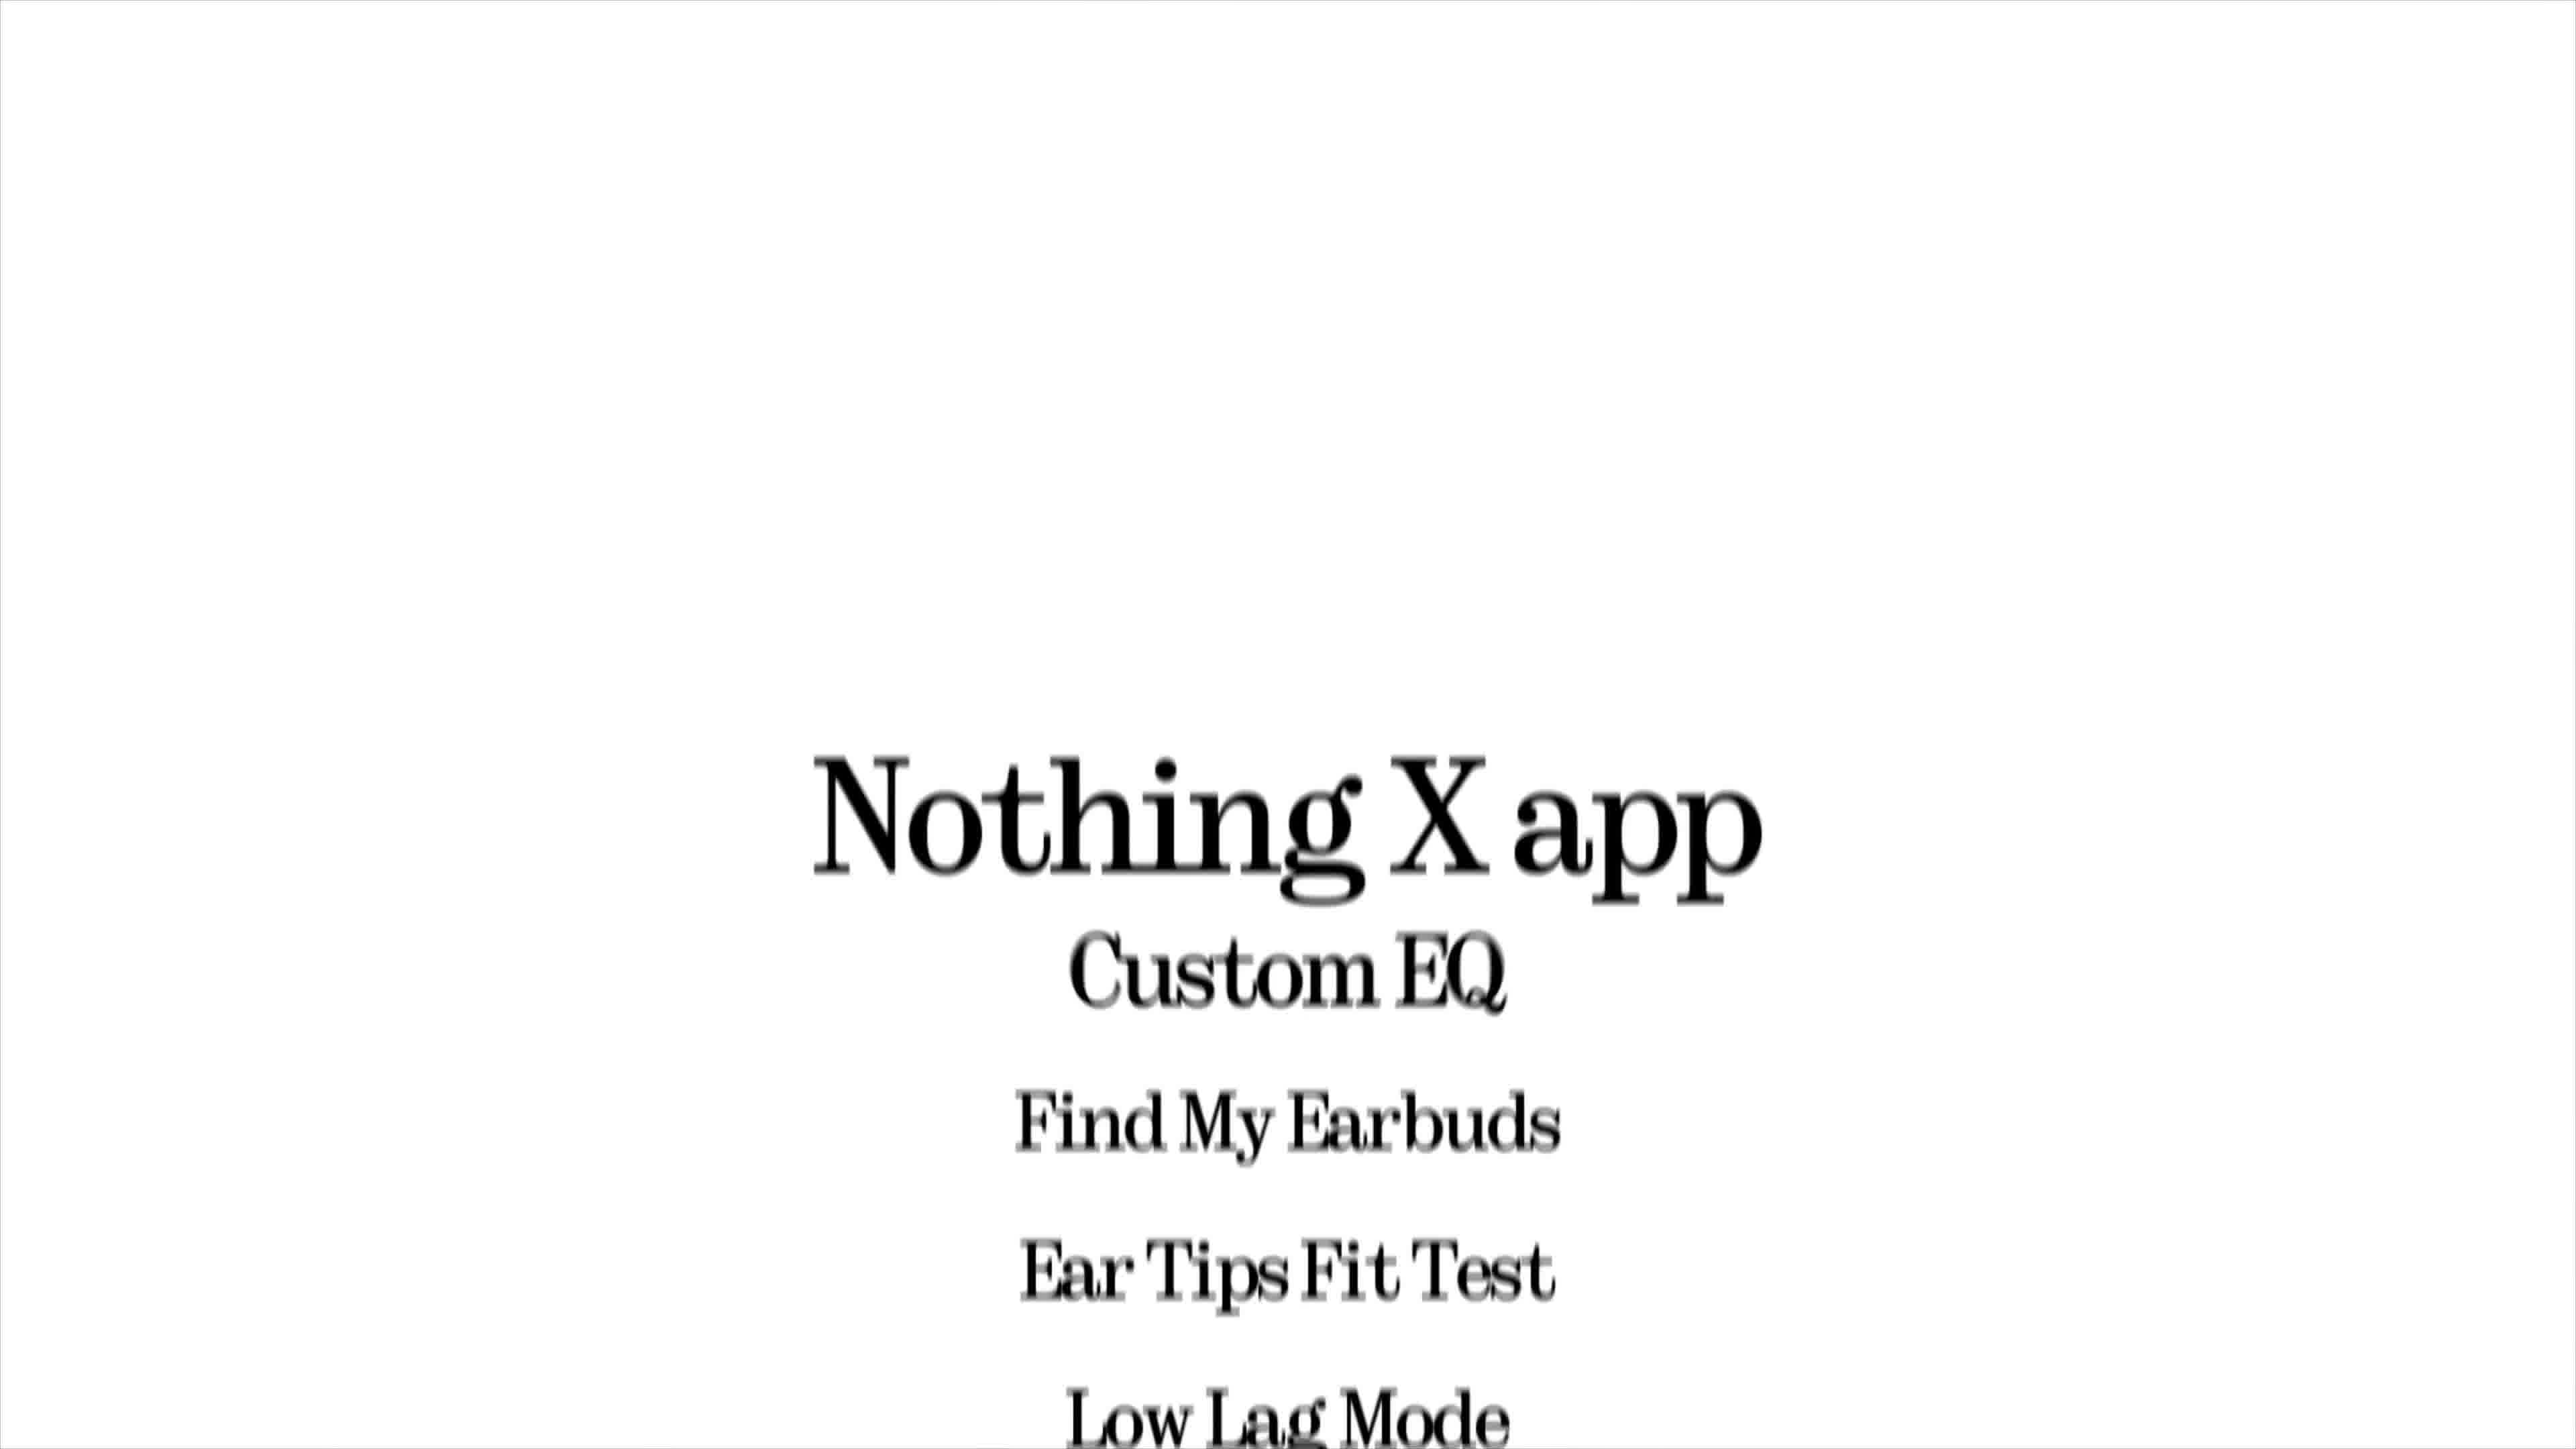 Nothing X app
Custom EQ
Find My Earbuds
Ear Tips Fit Test
Low Lag Mode